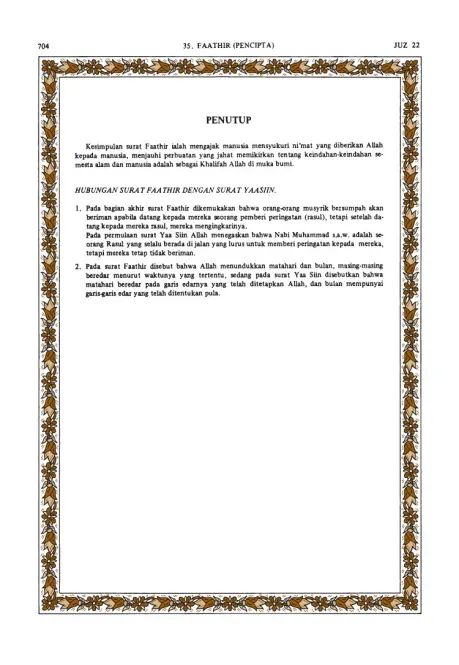 704
35. FAATHIR (PENCIPTA)
JUZ 22
PENUTUP
Kesimpulan surat Faathir ialah mengajak manusia mensyukuri ni'mat yang diberikan Allah
kepada manusia, menjauhi perbuatan yang jahat memikirkan tentang keindahan-keindahan se-
mesta alam dan manusia adalah sebagai Khalifah Allah di muka bumi.
HUBUNGAN SURAT FAATHIR DENGAN SURAT YAASIIN.
1. Pada bagian akhir surat Faathir dikemukakan bahwa orang-orang musyrik bersumpah akan
beriman apabila datang kepada mereka seorang pemberi peringatan (rasul), tetapi setelah da-
tang kepada mereka rasul, mereka mengingkarinya.
Pada permulaan surat Yaa Siin Allah menegaskan bahwa Nabi Muhammad s.a.w. adalah se-
orang Rasul yang selalu berada di jalan yang lurus untuk memberi peringatan kepada mereka,
tetapi mereka tetap tidak beriman.
2. Pada surat Faathir disebut bahwa Allah menundukkan matahari dan bulan, masing-masing
beredar menurut waktunya yang tertentu, sedang pada surat Yaa Siin disebutkan bahwa
matahari beredar pada garis edarnya yang telah ditetapkan Allah, dan bulan mempunyai
garis-garis edar yang telah ditentukan pula.